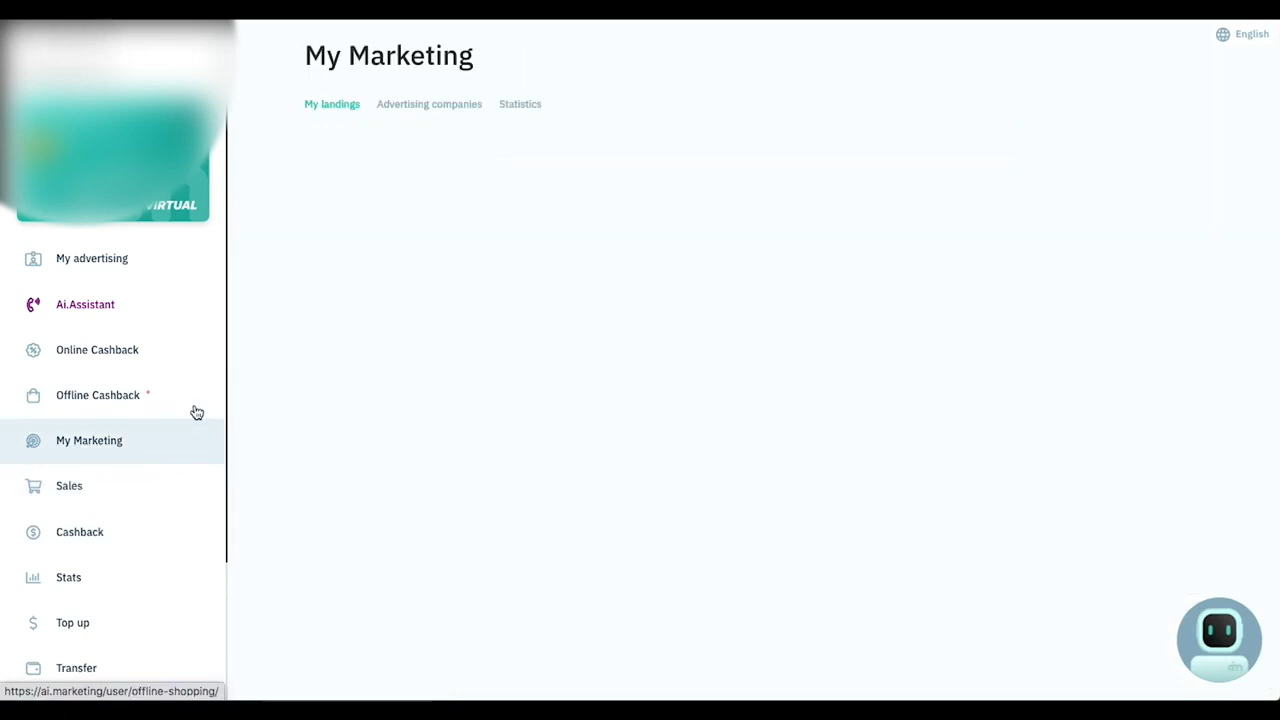 My Marketing
English
My landings Advertising companies Statistics
VIRTUAL
My advertising
Ai.Assistant
Online Cashback
Offline Cashback *
My Marketing
Sales
Cashback
Stats
Top up
Transfer
https://ai.marketing/user/offline-shopping/